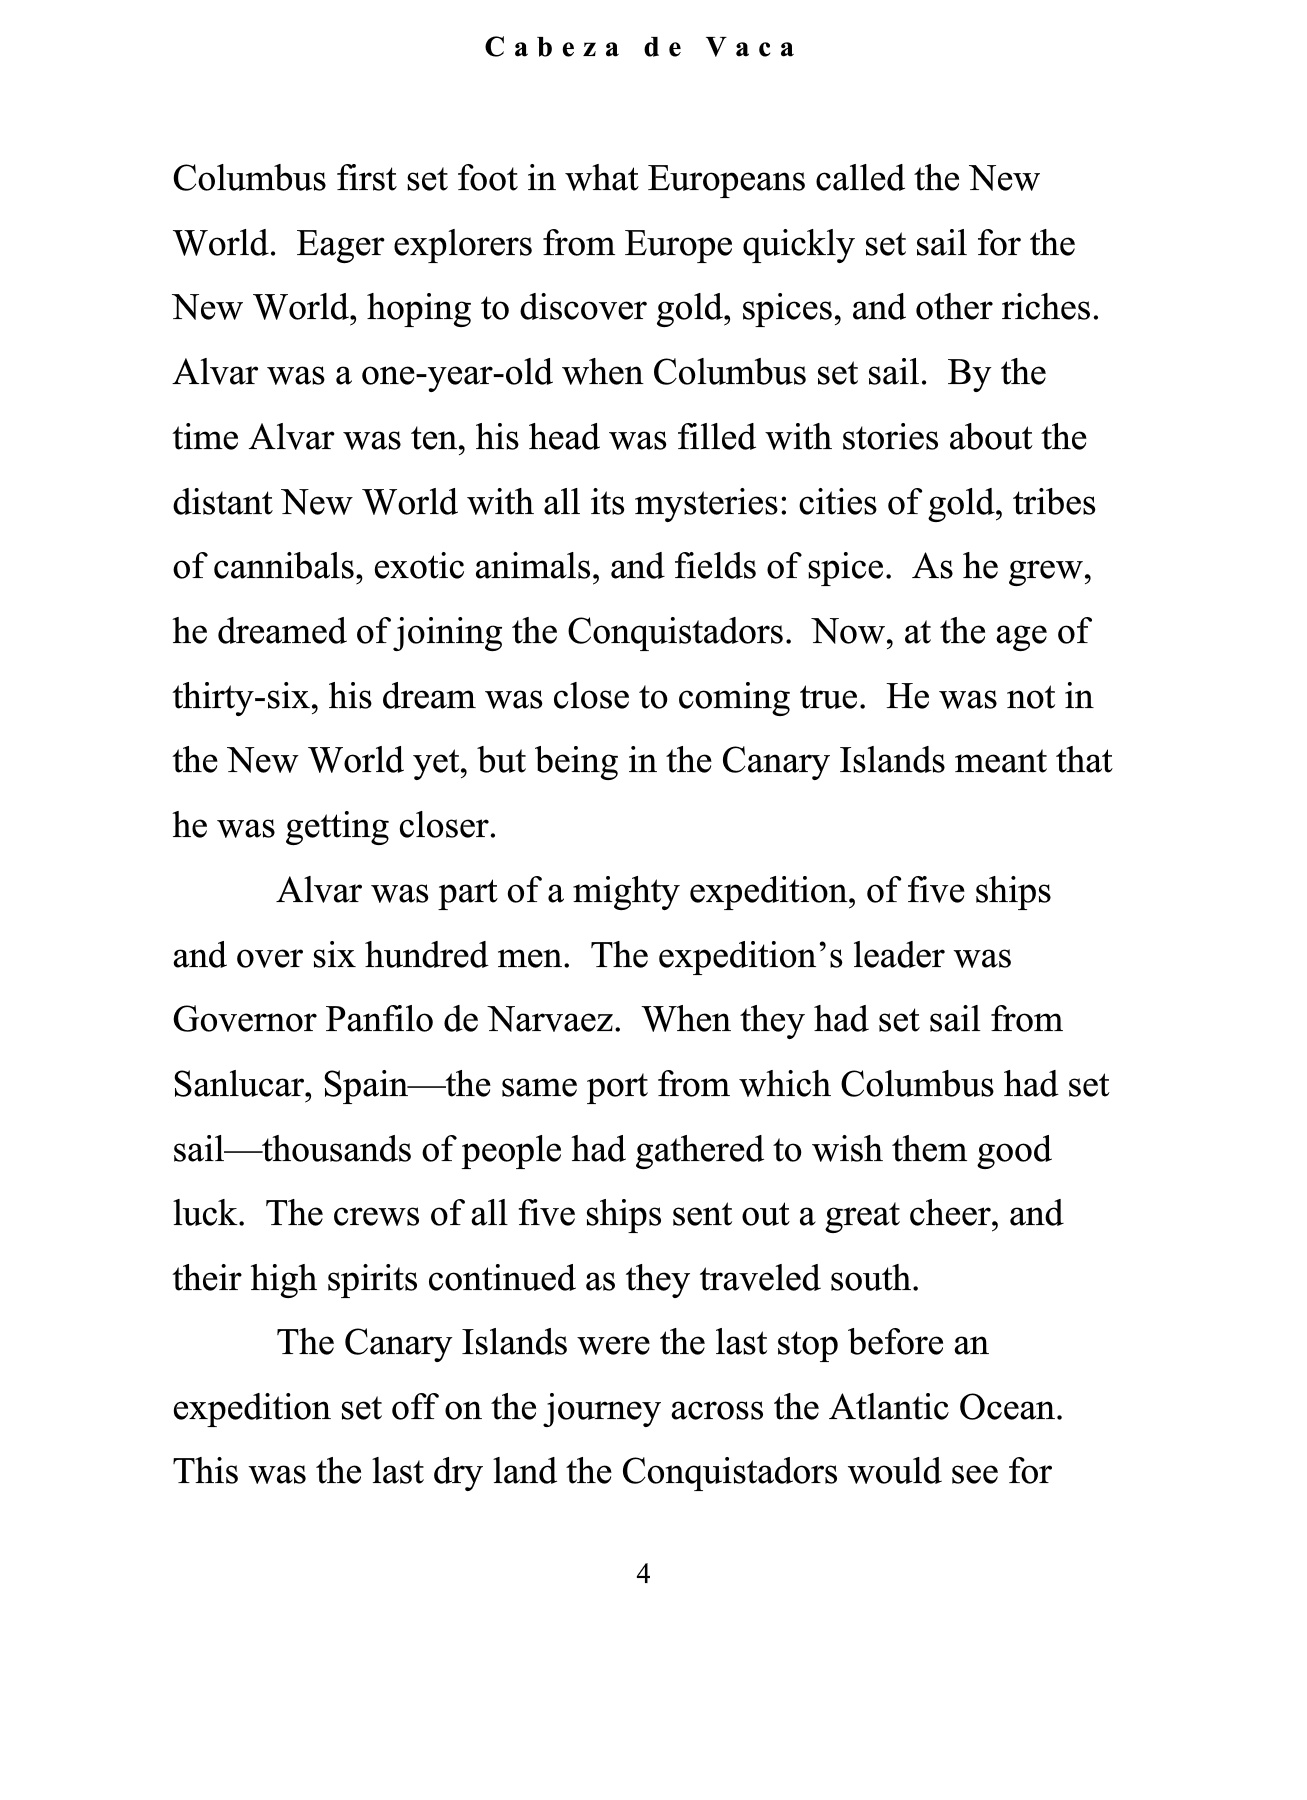 Cabeza de Vaca
Columbus first set foot in what Europeans called the New
World.  Eager explorers from Europe quickly set sail for the
New World, hoping to discover gold, spices, and other riches.
Alvar was a one-year-old when Columbus set sail.  By the
time Alvar was ten, his head was filled with stories about the
distant New World with all its mysteries: cities of gold, tribes
of cannibals, exotic animals, and fields of spice.  As he grew,
he dreamed of joining the Conquistadors.  Now, at the age of
thirty-six, his dream was close to coming true.  He was not in
the New World yet, but being in the Canary Islands meant that
he was getting closer.
Alvar was part of a mighty expedition, of five ships
and over six hundred men.  The expedition’s leader was
Governor Panfilo de Narvaez.  When they had set sail from
Sanlucar, Spain—the same port from which Columbus had set
sail—thousands of people had gathered to wish them good
luck.  The crews of all five ships sent out a great cheer, and
their high spirits continued as they traveled south.
The Canary Islands were the last stop before an
expedition set off on the journey across the Atlantic Ocean.
This was the last dry land the Conquistadors would see for
4